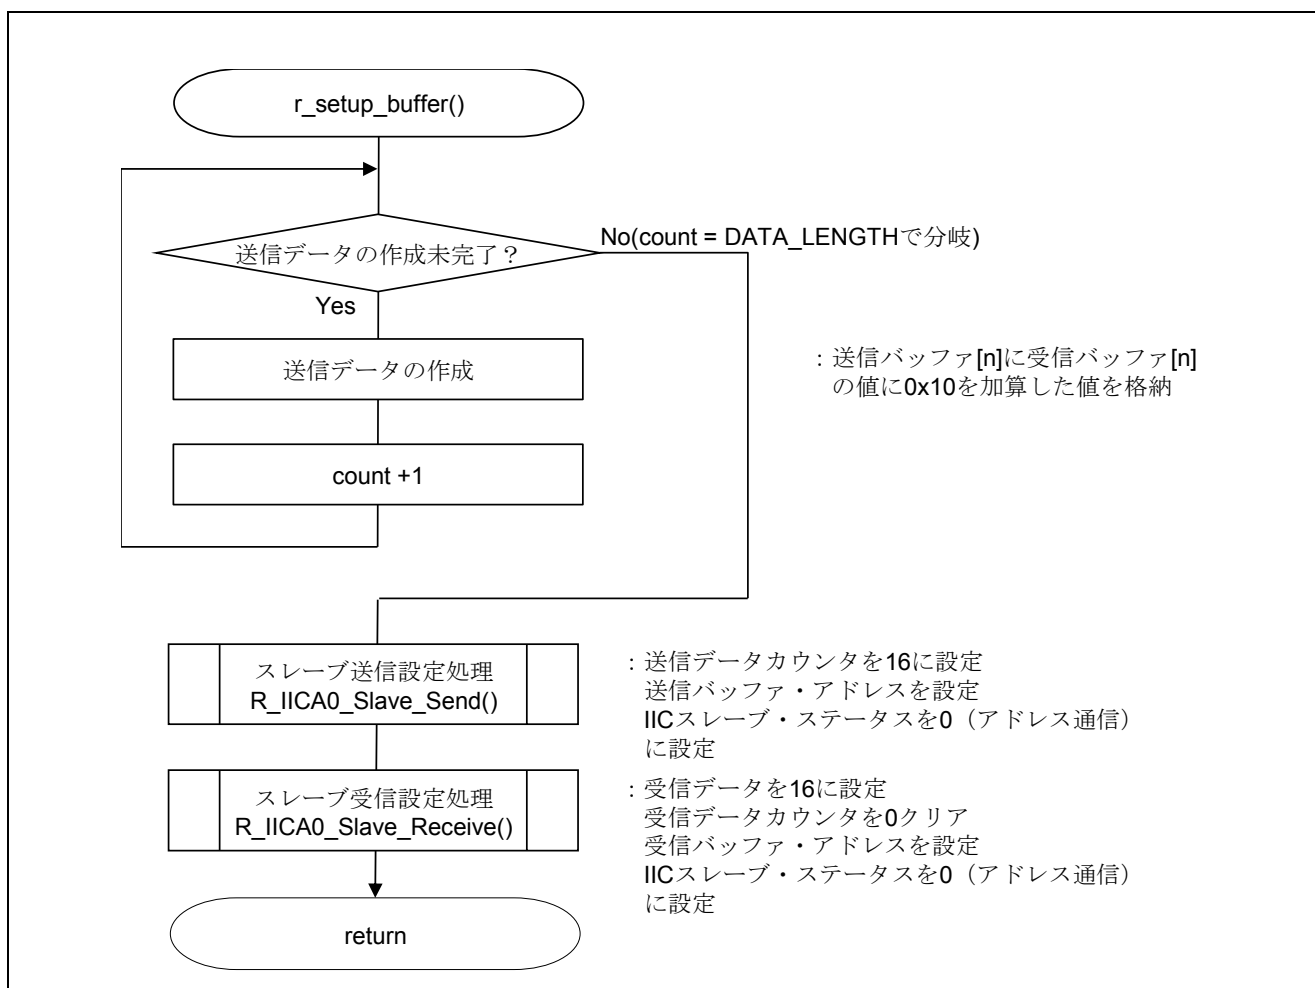 r_setup_buffer()
送信データの作成未完了？
No(count = DATA_LENGTHで分岐)
Yes
送信データの作成
：送信バッファ[n]に受信バッファ[n]
の値に0x10を加算した値を格納
count +1
スレーブ送信設定処理
R_IICA0_Slave_Send()
：送信データカウンタを16に設定
送信バッファ・アドレスを設定
IICスレーブ・ステータスを0（アドレス通信）
に設定
スレーブ受信設定処理
R_IICA0_Slave_Receive()
：受信データを16に設定
受信データカウンタを0クリア
受信バッファ・アドレスを設定
IICスレーブ・ステータスを0（アドレス通信）
に設定
return